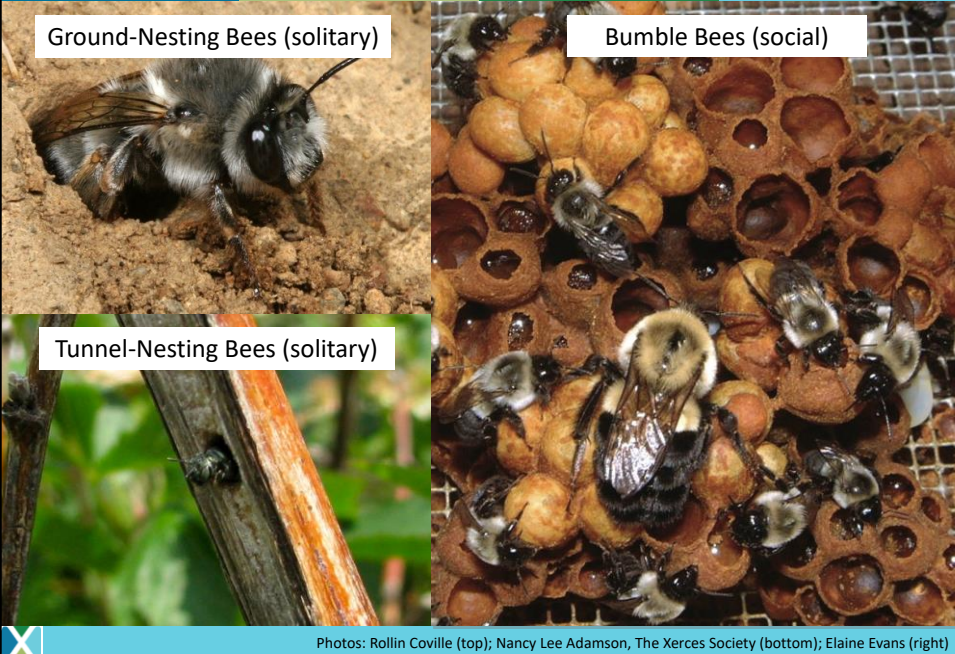 Ground-Nesting Bees (solitary)
Bumble Bees (social)
Tunnel-Nesting Bees (solitary)
X
Photos: Rollin Coville (top); Nancy Lee Adamson, The Xerces Society (bottom); Elaine Evans (right)